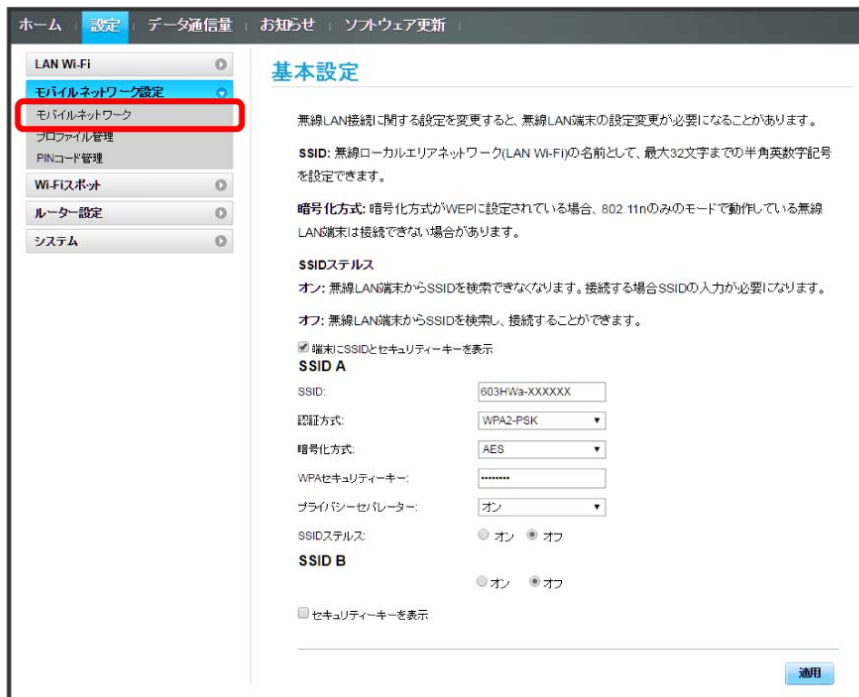 ホーム 設定 データ通信量 お知らせ ソフトウェア更新
LAN Wi-Fi
モバイルネットワーク設定
モバイルネットワーク
プロファイル管理
PINコード管理
Wi-Fiスポット
ルーター設定
システム
基本設定
無線LAN接続に関する設定を変更すると、無線LAN端末の設定変更が必要になることがあります。
SSID: 無線ローカルエリアネットワーク(LAN Wi-Fi)の名前として、最大32文字までの半角英数字記号
を設定できます。
暗号化方式: 暗号化方式がWEPに設定されている場合、802.11nのみのモードで動作している無線
LAN端末は接続できない場合があります。
SSIDステルス
オン: 無線LAN端末からSSIDを検索できなくなります。接続する場合SSIDの入力が必要になります。
オフ: 無線LAN端末からSSIDを検索し、接続することができます。
端末にSSIDとセキュリティーキーを表示
SSID A
SSID: 603HWa-XXXXXX
認証方式: WPA2-PSK
暗号化方式: AES
WPAセキュリティーキー: ••••••••
プライバシーセパレーター: オン
SSIDステルス: オン オフ
SSID B
オン オフ
セキュリティーキーを表示
適用